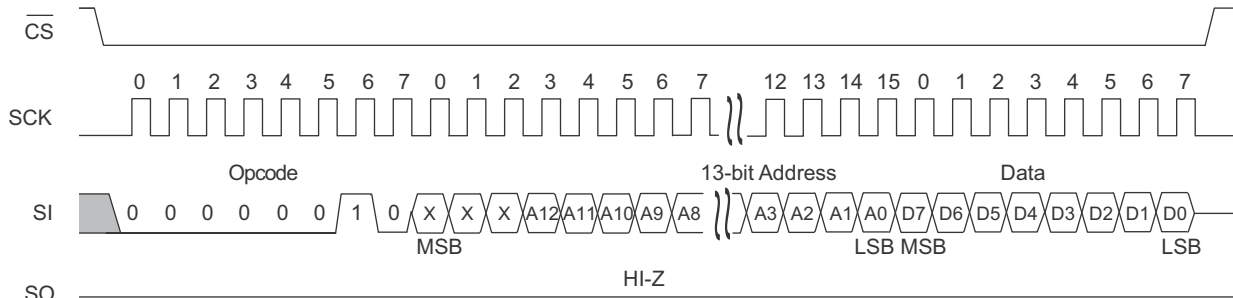 CS
0 1 2 3 4 5 6 7 0 1 2 3 4 5 6 7 12 13 14 15 0 1 2 3 4 5 6 7
SCK
Opcode 13-bit Address Data
SI 0 0 0 0 0 0 1 0 X X X A12 A11 A10 A9 A8 A3 A2 A1 A0 D7 D6 D5 D4 D3 D2 D1 D0
MSB LSB MSB LSB
HI-Z
SO